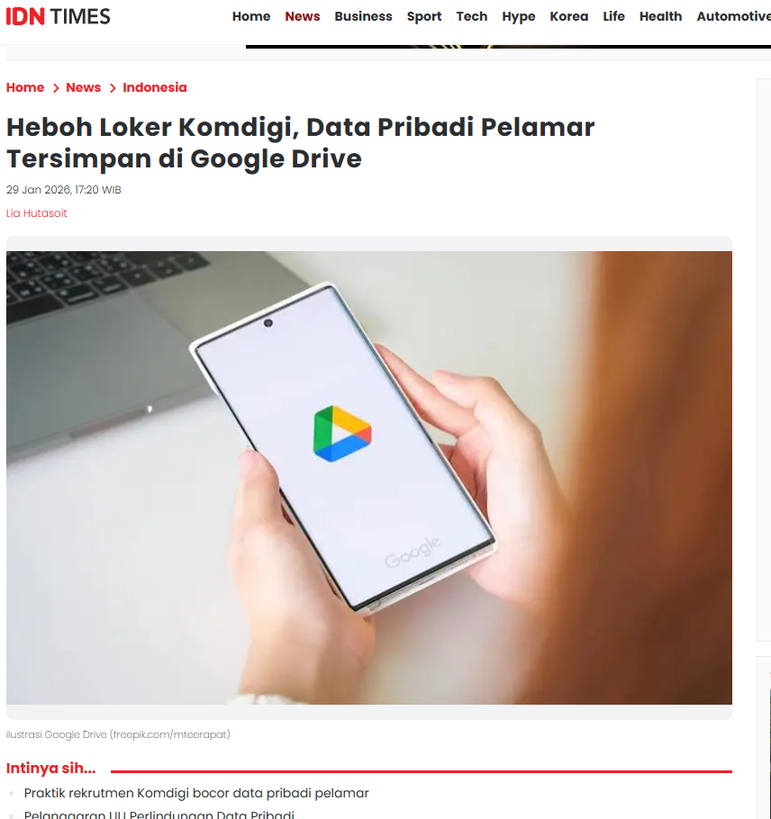 IDN TIMES
Home News Business Sport Tech Hype Korea Life Health Automotive
Home > News > Indonesia
Heboh Loker Komdigi, Data Pribadi Pelamar
Tersimpan di Google Drive
29 Jan 2026, 17:20 WIB
Lia Hutasoit
Google
ilustrasi Google Drive (freepik.com/mteerapat)
Intinya sih...
Praktik rekrutmen Komdigi bocor data pribadi pelamar
Pelanggaran UU Perlindungan Data Pribadi